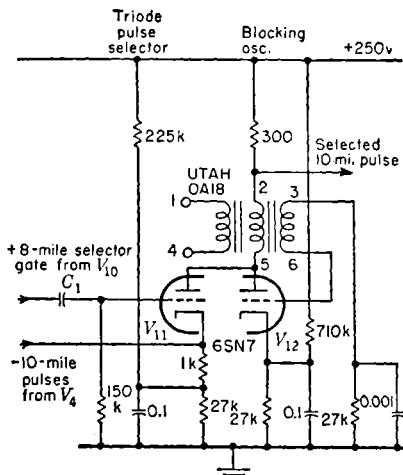 Triode
pulse
selector
Blocking
osc.
+250v
225k
300
Selected
10 mi. pulse
UTAH
OA18
1
2
3
4
5
6
+8-mile selector
gate from V10
C1
V11
6SN7
V12
710k
-10-mile
pulses
from V4
1k
150
k
0.1
27k
27k
0.1
27k
0.001